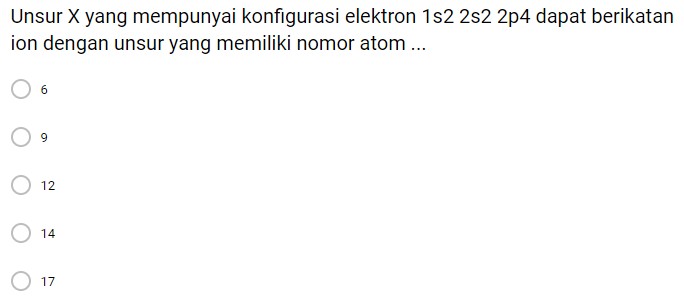 Unsur X yang mempunyai konfigurasi elektron 1s2 2s2 2p4 dapat berikatan
ion dengan unsur yang memiliki nomor atom ...
6
9
12
14
17